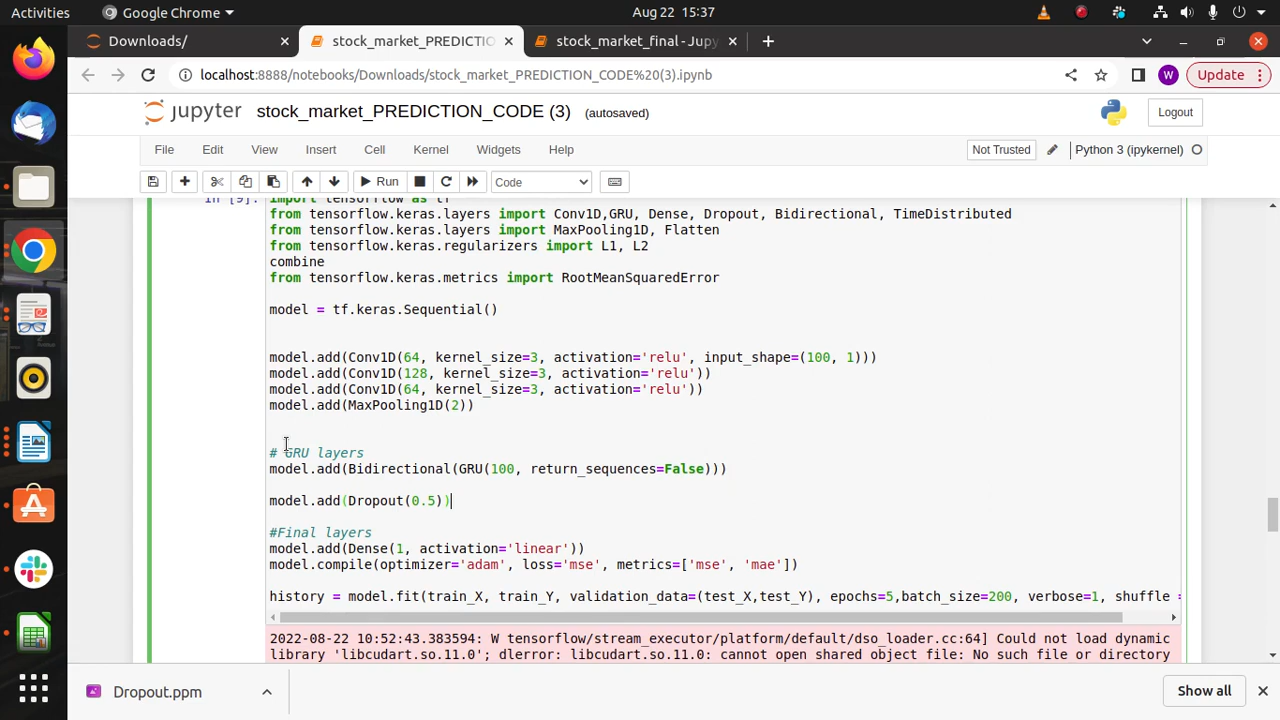 Activities
Google Chrome
Aug 22 15:37
Downloads/
stock_market_PREDICTIO
stock_market_final - Jupy
localhost:8888/notebooks/Downloads/stock_market_PREDICTION_CODE%20(3).ipynb
W
Update
jupyter
stock_market_PREDICTION_CODE (3)
(autosaved)
Logout
File Edit View Insert Cell Kernel Widgets Help
Not Trusted
Python 3 (ipykernel)
Run
Code
In [9]:
import tensorflow as tf
from tensorflow.keras.layers import Conv1D,GRU, Dense, Dropout, Bidirectional, TimeDistributed
from tensorflow.keras.layers import MaxPooling1D, Flatten
from tensorflow.keras.regularizers import L1, L2
combine
from tensorflow.keras.metrics import RootMeanSquaredError
model = tf.keras.Sequential()
model.add(Conv1D(64, kernel_size=3, activation='relu', input_shape=(100, 1)))
model.add(Conv1D(128, kernel_size=3, activation='relu'))
model.add(Conv1D(64, kernel_size=3, activation='relu'))
model.add(MaxPooling1D(2))
# GRU layers
model.add(Bidirectional(GRU(100, return_sequences=False)))
model.add(Dropout(0.5))
#Final layers
model.add(Dense(1, activation='linear'))
model.compile(optimizer='adam', loss='mse', metrics=['mse', 'mae'])
history = model.fit(train_X, train_Y, validation_data=(test_X,test_Y), epochs=5,batch_size=200, verbose=1, shuffle =
2022-08-22 10:52:43.383394: W tensorflow/stream_executor/platform/default/dso_loader.cc:64] Could not load dynamic
library 'libcudart.so.11.0'; dlerror: libcudart.so.11.0: cannot open shared object file: No such file or directory
Dropout.ppm
Show all